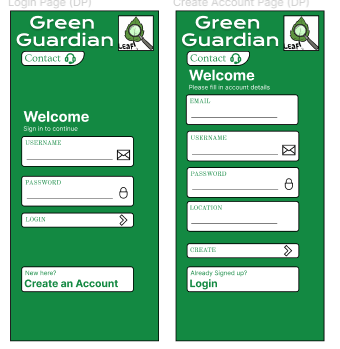 Login Page (DP)
Green
Guardian
LEAF!
Contact
Welcome
Sign in to continue
USERNAME
PASSWORD
LOGIN
New here?
Create an Account
Create Account Page (DP)
Green
Guardian
LEAF!
Contact
Welcome
Please fill in account details
EMAIL
USERNAME
PASSWORD
LOCATION
CREATE
Already Signed up?
Login